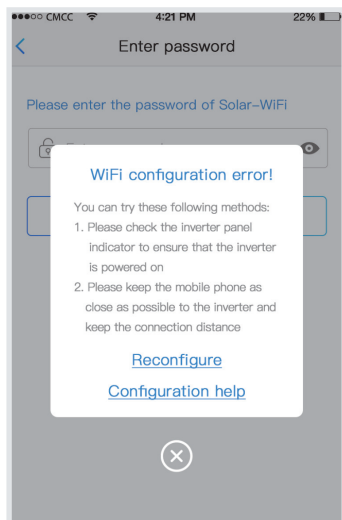 CMCC 4:21 PM 22%
Enter password
Please enter the password of Solar-WiFi
WiFi configuration error!
You can try these following methods:
1. Please check the inverter panel
indicator to ensure that the inverter
is powered on
2. Please keep the mobile phone as
close as possible to the inverter and
keep the connection distance
Reconfigure
Configuration help